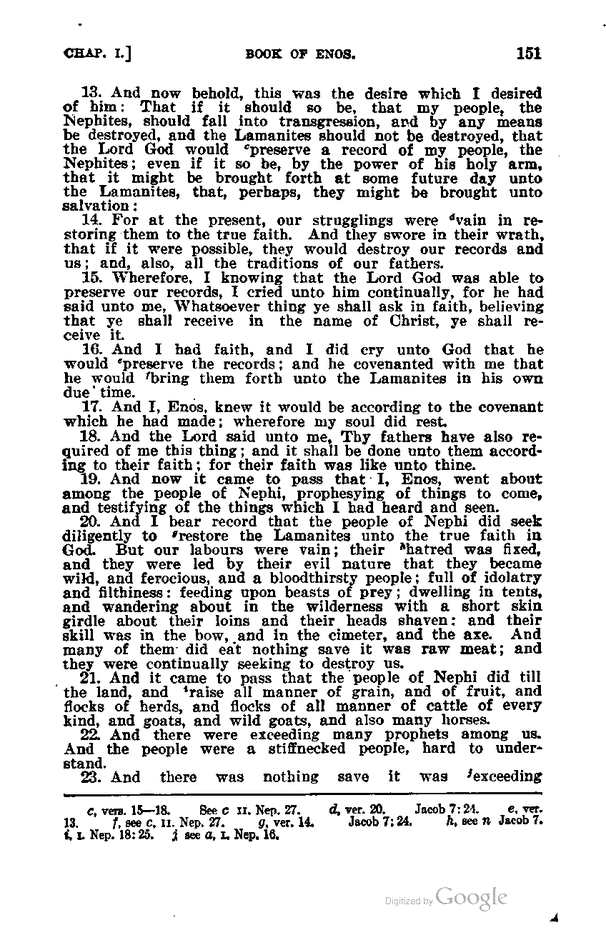 CHAP. I.] BOOK OF ENOS. 151
13. And now behold, this was the desire which I desired
of him: That if it should so be, that my people, the
Nephites, should fall into transgression, and by any means
be destroyed, and the Lamanites should not be destroyed, that
the Lord God would ᶜpreserve a record of my people, the
Nephites; even if it so be, by the power of his holy arm,
that it might be brought forth at some future day unto
the Lamanites, that, perhaps, they might be brought unto
salvation:
14. For at the present, our strugglings were ᵈvain in re-
storing them to the true faith. And they swore in their wrath,
that if it were possible, they would destroy our records and
us; and, also, all the traditions of our fathers.
15. Wherefore, I knowing that the Lord God was able to
preserve our records, I cried unto him continually, for he had
said unto me, Whatsoever thing ye shall ask in faith, believing
that ye shall receive in the name of Christ, ye shall re-
ceive it.
16. And I had faith, and I did cry unto God that he
would ᵉpreserve the records; and he covenanted with me that
he would ᶠbring them forth unto the Lamanites in his own
due time.
17. And I, Enos, knew it would be according to the covenant
which he had made; wherefore my soul did rest.
18. And the Lord said unto me, Thy fathers have also re-
quired of me this thing; and it shall be done unto them accord-
ing to their faith; for their faith was like unto thine.
19. And now it came to pass that I, Enos, went about
among the people of Nephi, prophesying of things to come,
and testifying of the things which I had heard and seen.
20. And I bear record that the people of Nephi did seek
diligently to ᵍrestore the Lamanites unto the true faith in
God. But our labours were vain; their ʰhatred was fixed,
and they were led by their evil nature that they became
wild, and ferocious, and a bloodthirsty people; full of idolatry
and filthiness: feeding upon beasts of prey; dwelling in tents,
and wandering about in the wilderness with a short skin
girdle about their loins and their heads shaven: and their
skill was in the bow, and in the cimeter, and the axe. And
many of them did eat nothing save it was raw meat; and
they were continually seeking to destroy us.
21. And it came to pass that the people of Nephi did till
the land, and ⁱraise all manner of grain, and of fruit, and
flocks of herds, and flocks of all manner of cattle of every
kind, and goats, and wild goats, and also many horses.
22. And there were exceeding many prophets among us.
And the people were a stiffnecked people, hard to under-
stand.
23. And there was nothing save it was ʲexceeding
c, vers. 15—18. See c II. Nep. 27. d, ver. 20. Jacob 7:24. e, ver.
13. f, see c, II. Nep. 27. g, ver. 14. Jacob 7:24. h, see n Jacob 7.
i, I. Nep. 18:25. j see a, I. Nep. 16.
Digitized by Google